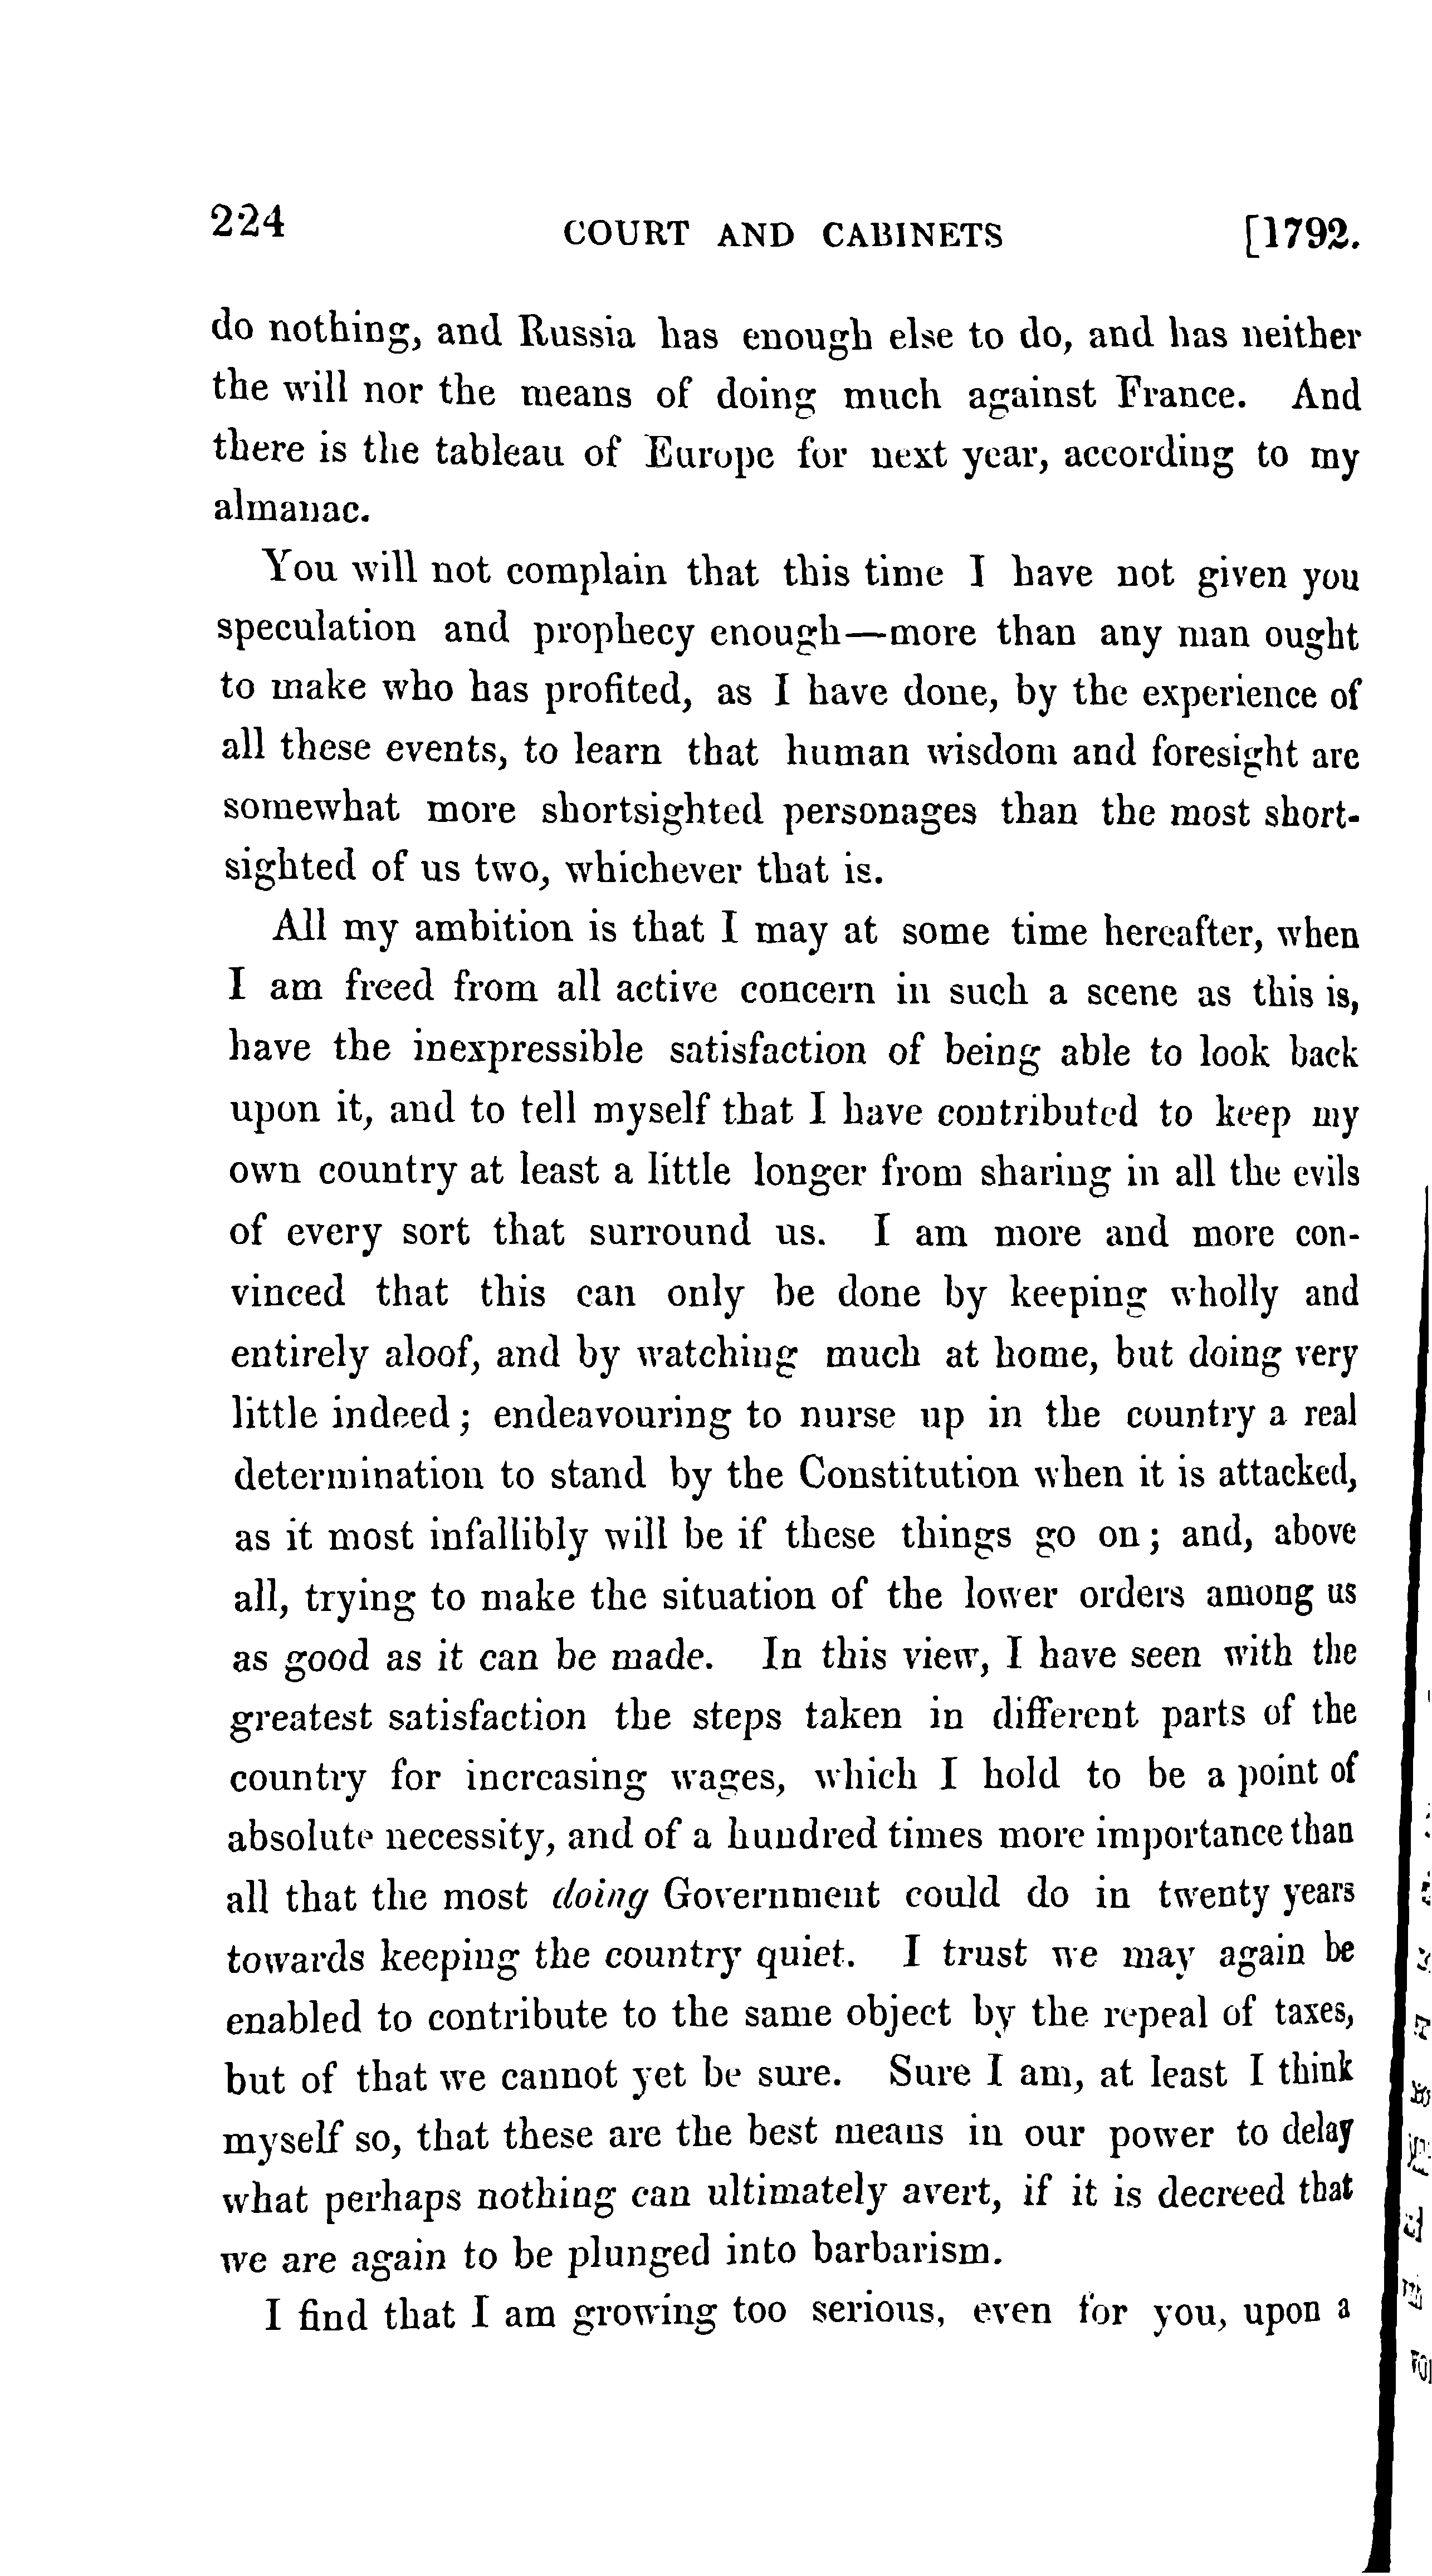 224 COURT AND CABINETS [1792.
do nothing, and Russia has enough else to do, and has neither
the will nor the means of doing much against France. And
there is the tableau of Europe for next year, according to my
almanac.
You will not complain that this time I have not given you
speculation and prophecy enough—more than any man ought
to make who has profited, as I have done, by the experience of
all these events, to learn that human wisdom and foresight are
somewhat more shortsighted personages than the most short-
sighted of us two, whichever that is.
All my ambition is that I may at some time hereafter, when
I am freed from all active concern in such a scene as this is,
have the inexpressible satisfaction of being able to look back
upon it, and to tell myself that I have contributed to keep my
own country at least a little longer from sharing in all the evils
of every sort that surround us. I am more and more con-
vinced that this can only be done by keeping wholly and
entirely aloof, and by watching much at home, but doing very
little indeed; endeavouring to nurse up in the country a real
determination to stand by the Constitution when it is attacked,
as it most infallibly will be if these things go on; and, above
all, trying to make the situation of the lower orders among us
as good as it can be made. In this view, I have seen with the
greatest satisfaction the steps taken in different parts of the
country for increasing wages, which I hold to be a point of
absolute necessity, and of a hundred times more importance than
all that the most doing Government could do in twenty years
towards keeping the country quiet. I trust we may again be
enabled to contribute to the same object by the repeal of taxes,
but of that we cannot yet be sure. Sure I am, at least I think
myself so, that these are the best means in our power to delay
what perhaps nothing can ultimately avert, if it is decreed that
we are again to be plunged into barbarism.
I find that I am growing too serious, even for you, upon a